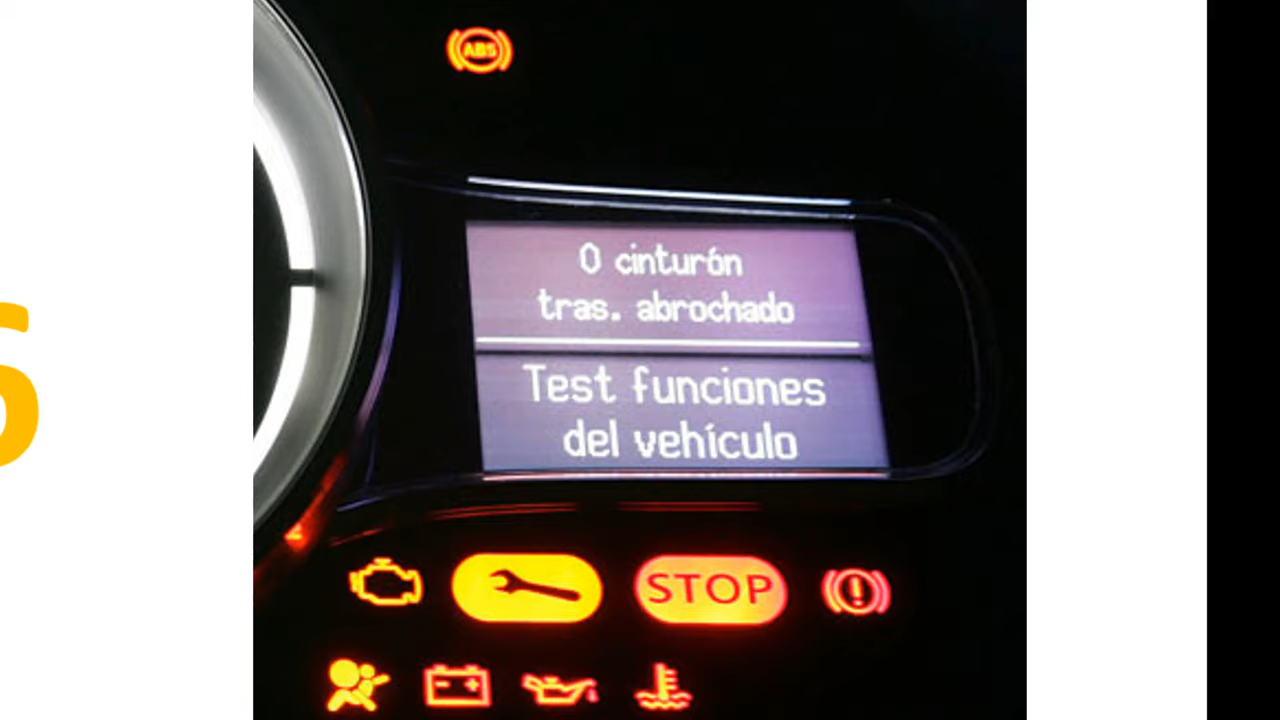 ABS
0 cinturón
tras. abrochado
Test funciones
del vehículo
STOP